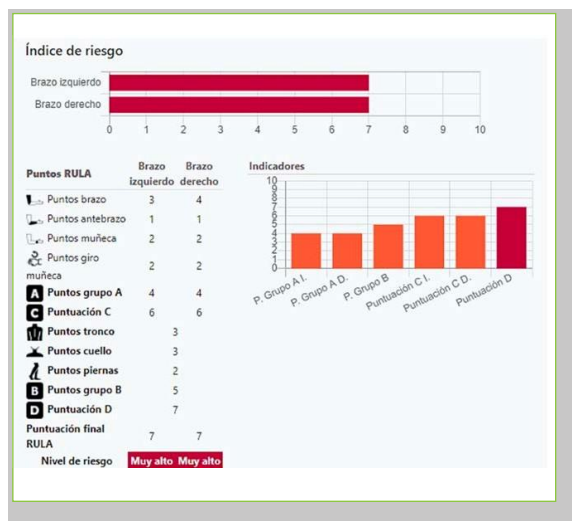 Índice de riesgo
Brazo izquierdo
Brazo derecho
0 1 2 3 4 5 6 7 8 9 10
Puntos RULA Brazo izquierdo Brazo derecho
Puntos brazo 3 4
Puntos antebrazo 1 1
Puntos muñeca 2 2
Puntos giro muñeca 2 2
A Puntos grupo A 4 4
C Puntuación C 6 6
Puntos tronco 3
Puntos cuello 3
Puntos piernas 2
B Puntos grupo B 5
D Puntuación D 7
Puntuación final RULA 7 7
Nivel de riesgo Muy alto Muy alto
Indicadores
10
9
8
7
6
5
4
3
2
1
0
P. Grupo A I.
P. Grupo A D.
P. Grupo B
Puntuación C I.
Puntuación C D.
Puntuación D